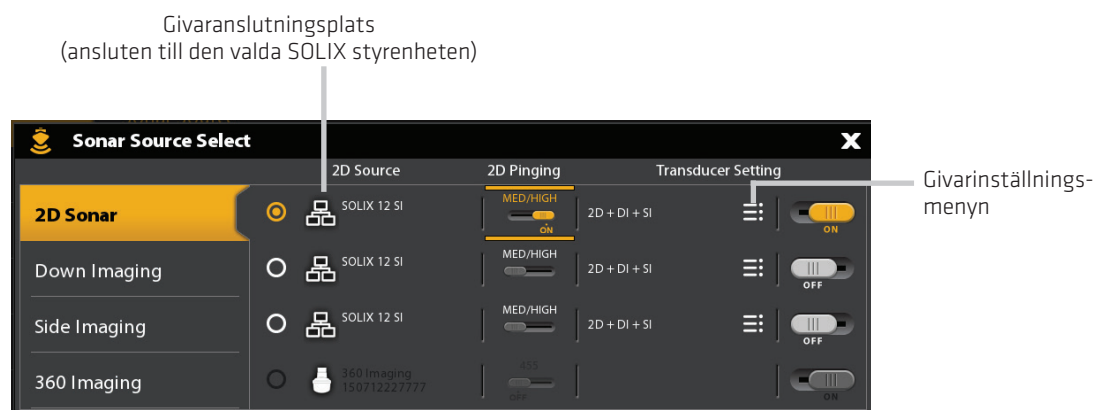 Givaranslutningsplats
(ansluten till den valda SOLIX styrenheten)
Sonar Source Select
X
2D Source 2D Pinging Transducer Setting
2D Sonar
SOLIX 12 SI
MED/HIGH
ON
2D + DI + SI
ON
Givarinställnings-
menyn
Down Imaging
SOLIX 12 SI
MED/HIGH
2D + DI + SI
OFF
Side Imaging
SOLIX 12 SI
MED/HIGH
2D + DI + SI
OFF
360 Imaging
360 Imaging
150712227777
455
OFF
ON